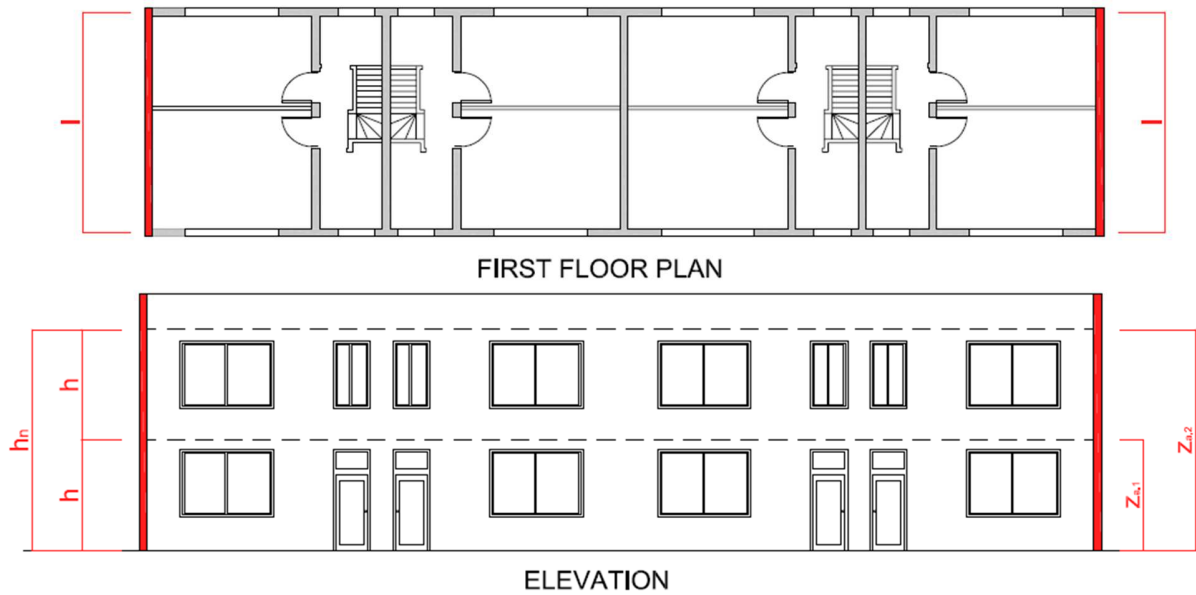 l
l
FIRST FLOOR PLAN
h
hn
h
Za,2
Za,1
ELEVATION